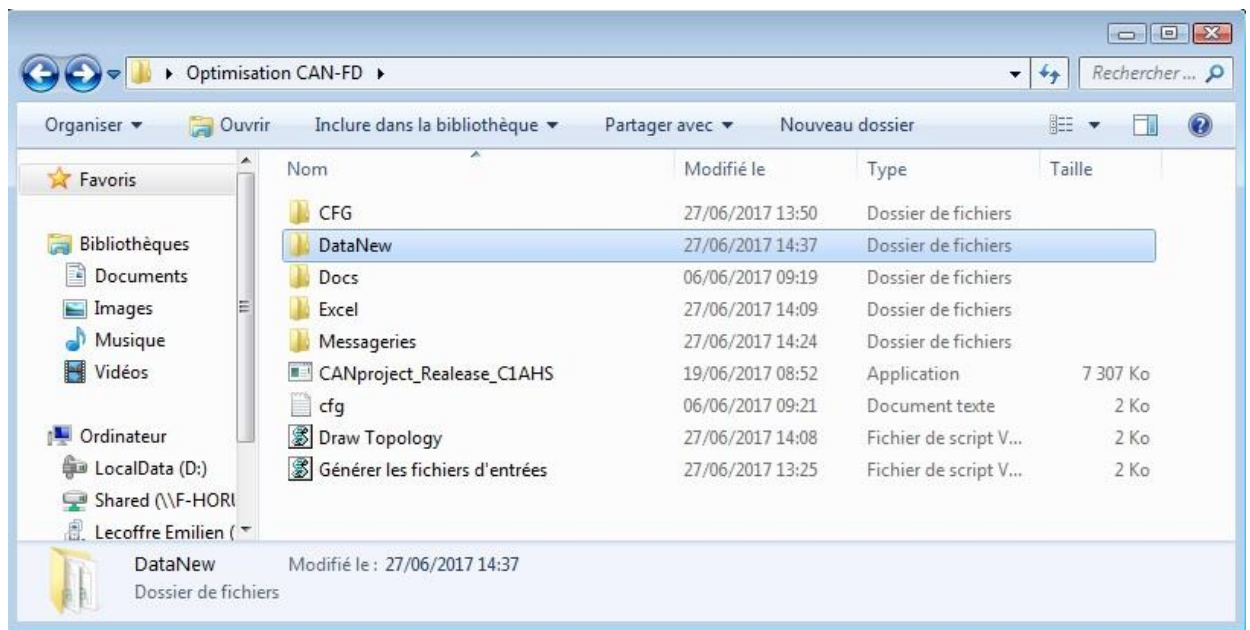 Optimisation CAN-FD
Rechercher ...
Organiser Ouvrir Inclure dans la bibliothèque Partager avec Nouveau dossier
Favoris
Bibliothèques
Documents
Images
Musique
Vidéos
Ordinateur
LocalData (D:)
Shared (\\F-HORU
Lecoffre Emilien (
Nom Modifié le Type Taille
CFG 27/06/2017 13:50 Dossier de fichiers
DataNew 27/06/2017 14:37 Dossier de fichiers
Docs 06/06/2017 09:19 Dossier de fichiers
Excel 27/06/2017 14:09 Dossier de fichiers
Messageries 27/06/2017 14:24 Dossier de fichiers
CANproject_Realease_C1AHS 19/06/2017 08:52 Application 7 307 Ko
cfg 06/06/2017 09:21 Document texte 2 Ko
Draw Topology 27/06/2017 14:08 Fichier de script V... 2 Ko
Générer les fichiers d'entrées 27/06/2017 13:25 Fichier de script V... 2 Ko
DataNew Modifié le : 27/06/2017 14:37
Dossier de fichiers